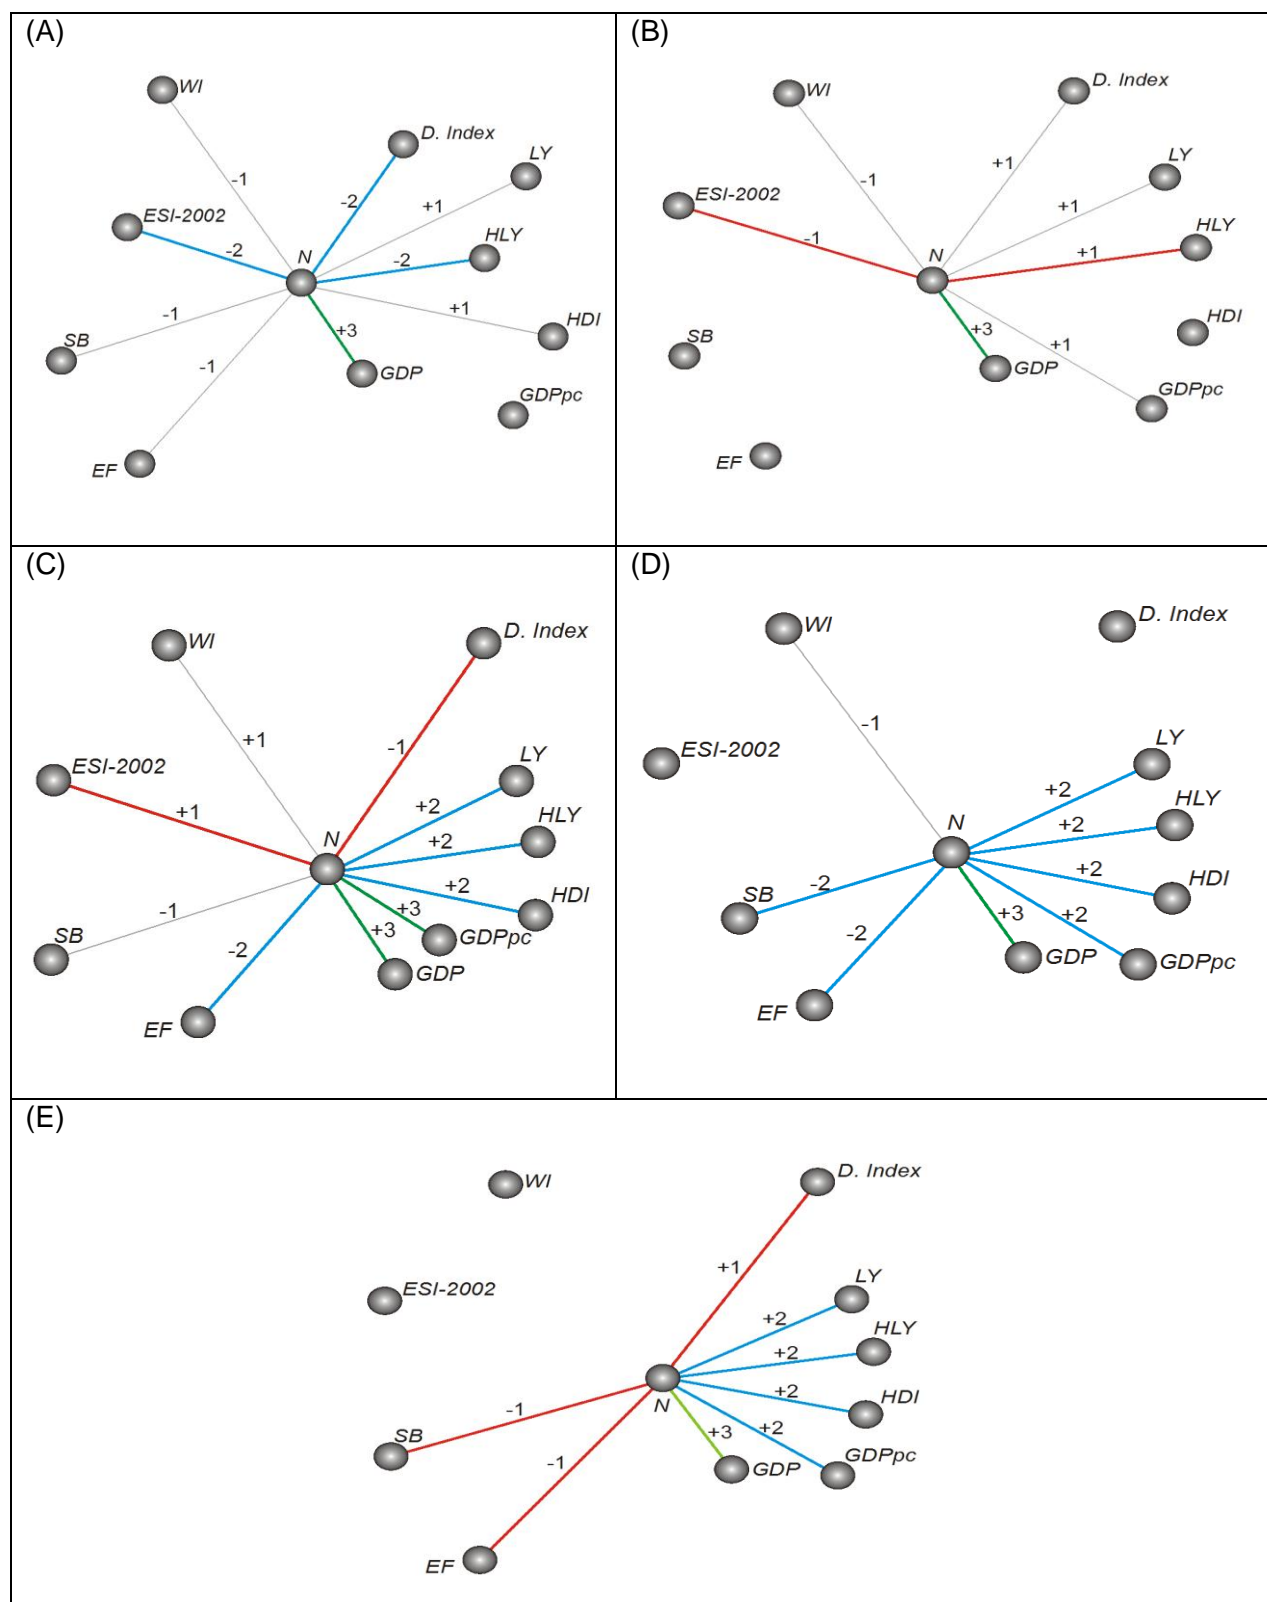 (A)
WI
D. Index
LY
-1
-2
+1
ESI-2002
HLY
-2
N
-2
-1
+1
HDI
SB
+3
-1
GDP
GDPpc
EF
(B)
D. Index
WI
+1
LY
-1
ESI-2002
+1
HLY
-1
N
+1
HDI
SB
+3
+1
GDP
GDPpc
EF
(C)
D. Index
WI
+1
-1
LY
ESI-2002
+2
HLY
+1
N
+2
+2
HDI
-1
+3
SB
+3
GDPpc
-2
GDP
EF
(D)
D. Index
WI
-1
LY
ESI-2002
+2
HLY
N
+2
+2
HDI
SB
-2
+3
+2
-2
GDP
GDPpc
EF
(E)
D. Index
WI
+1
LY
ESI-2002
+2
HLY
+2
+2
HDI
N
-1
SB
+3
+2
GDPpc
-1
GDP
EF